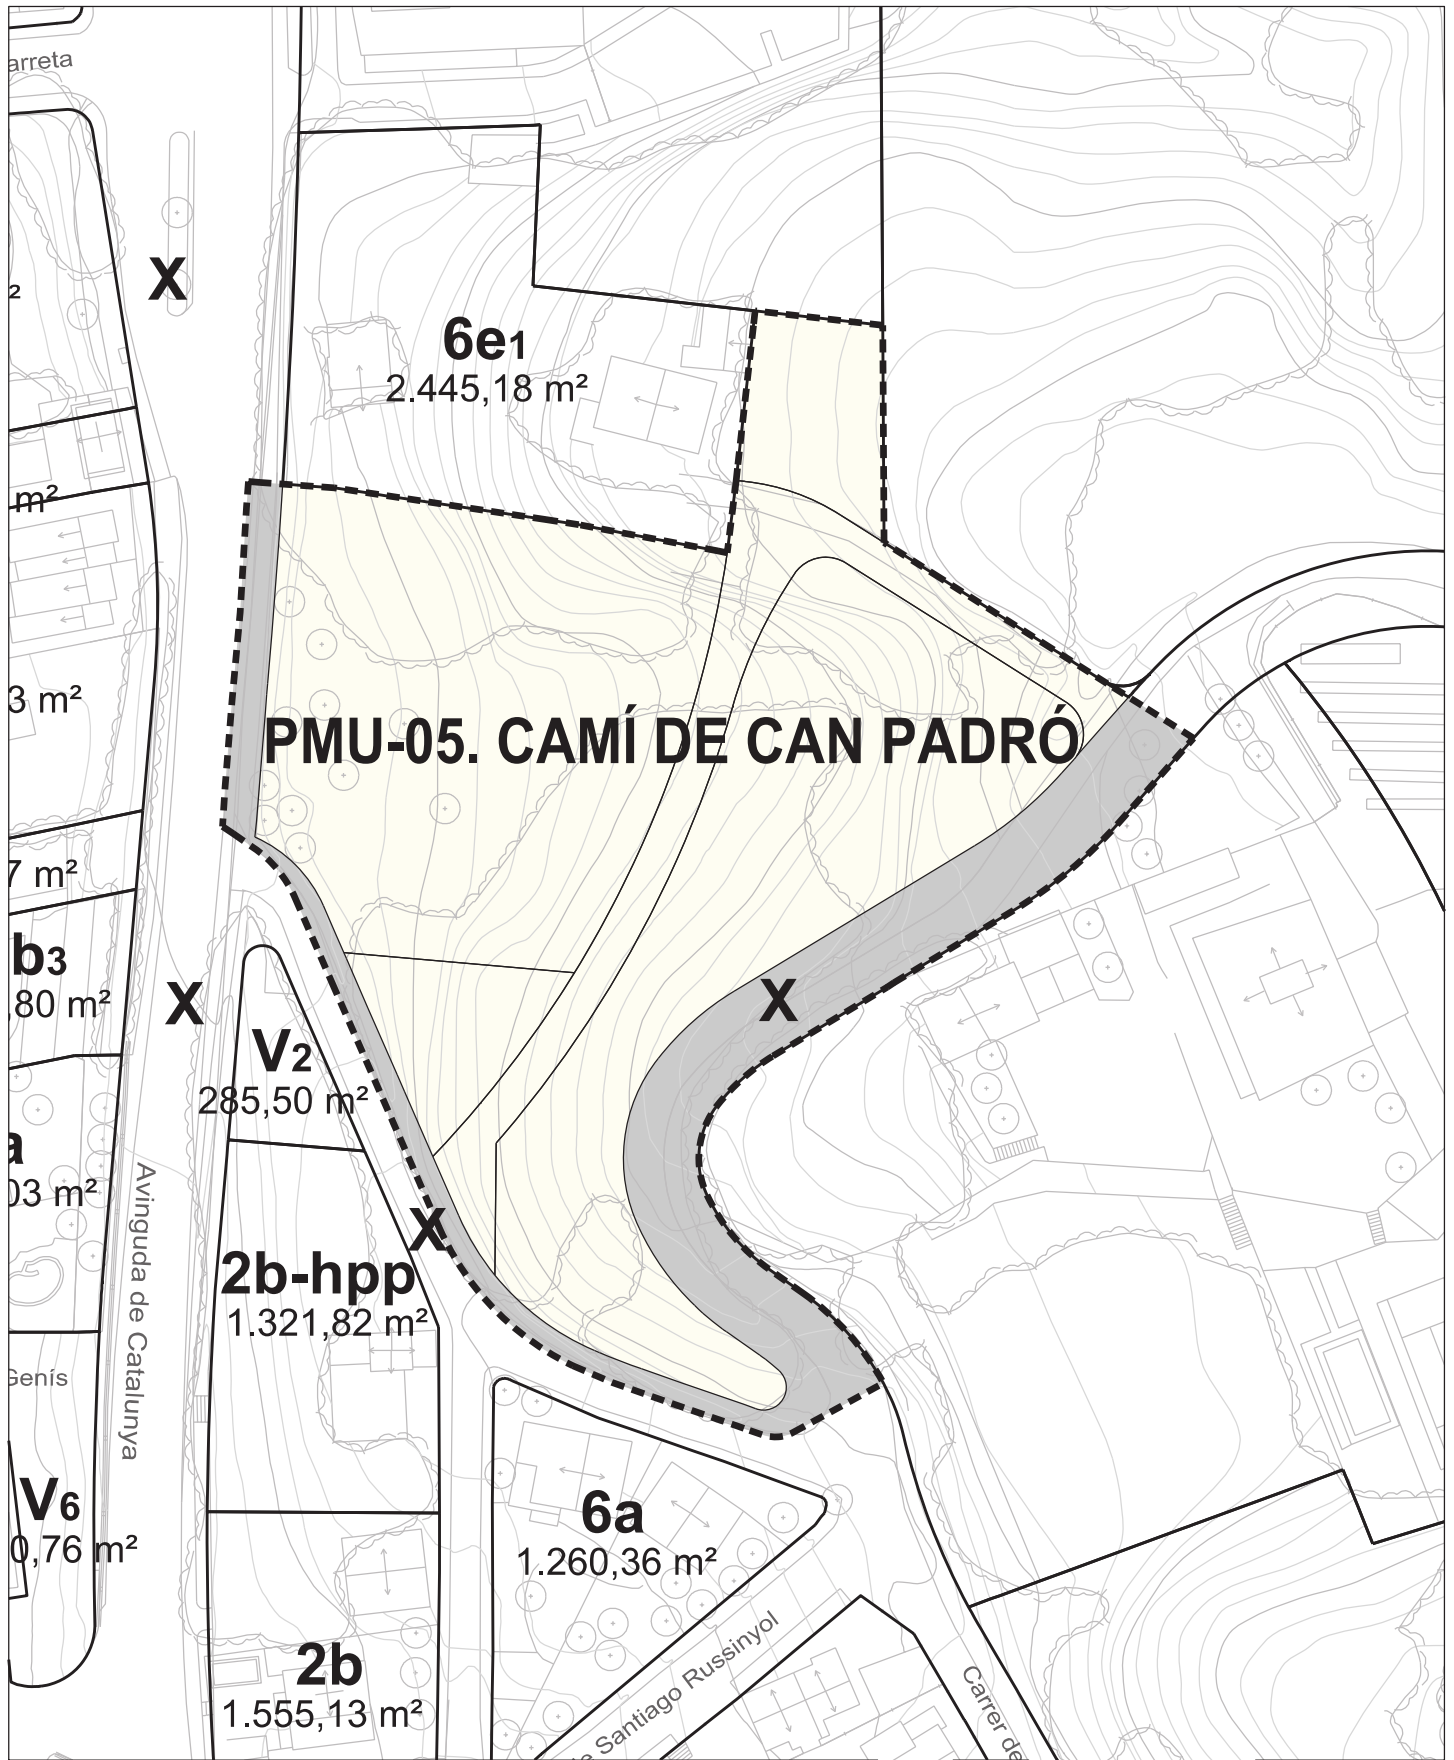 arreta
X
²
6e1
2.445,18 m²
m²
3 m²
PMU-05. CAMÍ DE CAN PADRÓ
7 m²
b3
,80 m²
X
X
V2
285,50 m²
a
03 m²
Avinguda de Catalunya
X
2b-hpp
1.321,82 m²
Genís
V6
0,76 m²
6a
1.260,36 m²
2b
1.555,13 m²
de Santiago Russinyol
Carrer de